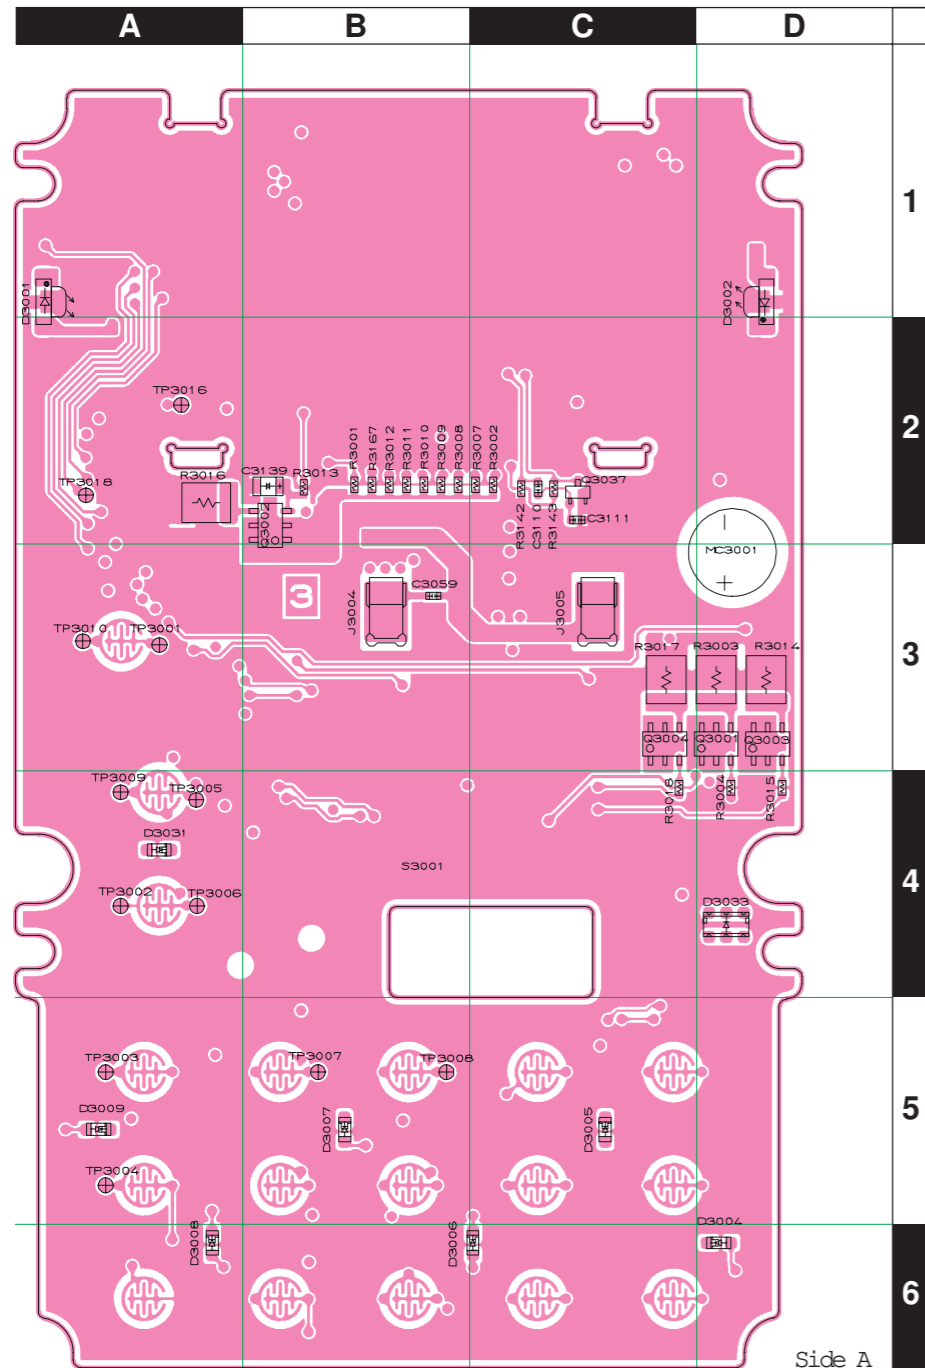 A B C D
1
D3001
D3002
2
TP3016
TP3018
R3016
C3139
R3013
Q3002
R3001
R3167
R3012
R3011
R3010
R3009
R3008
R3007
R3002
Q3037
R3142
C3110
R3143
C3111
MC3001
3
3
J3004
C3059
J3005
TP3010
TP3001
R3017
R3003
R3014
Q3004
Q3001
Q3003
TP3009
TP3005
R3018
R3004
R3015
D3031
S3001
4
TP3002
TP3006
D3033
TP3003
TP3007
TP3008
5
D3009
D3007
D3005
TP3004
D3008
D3006
D3004
6
Side A